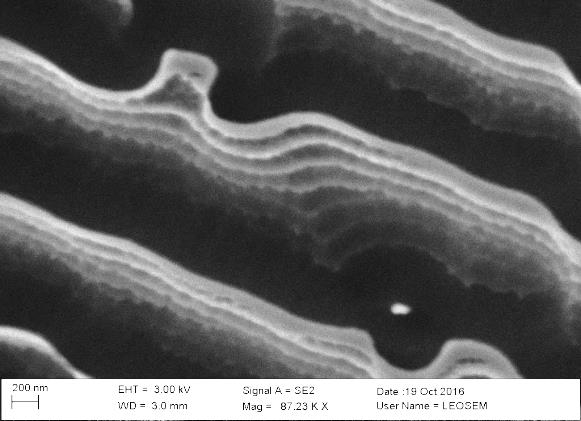 200 nm EHT = 3.00 kV Signal A = SE2 Date :19 Oct 2016
WD = 3.0 mm Mag = 87.23 K X User Name = LEOSEM